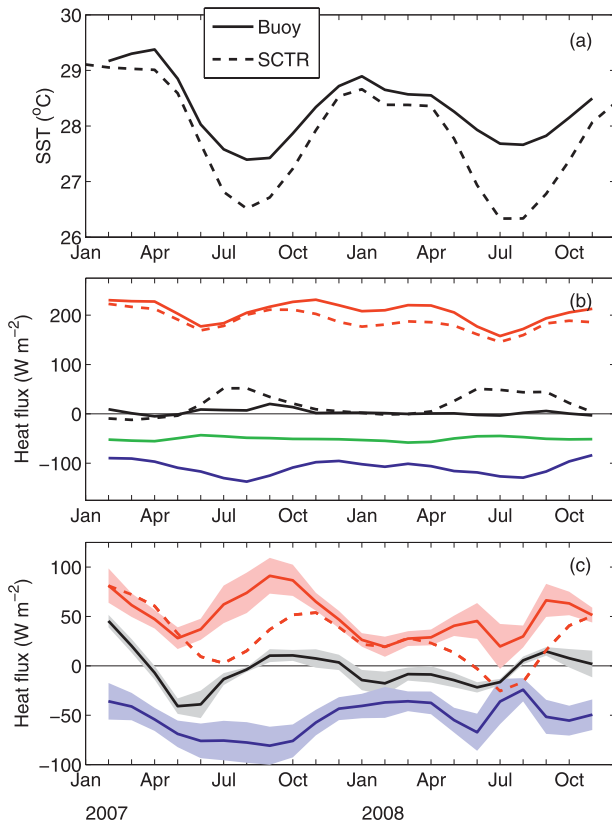 Buoy
SCTR
(a)
SST (°C)
30
29
28
27
26
Jan Apr Jul Oct Jan Apr Jul Oct
(b)
Heat flux (W m⁻²)
200
100
0
−100
Jan Apr Jul Oct Jan Apr Jul Oct
(c)
Heat flux (W m⁻²)
100
50
0
−50
−100
Jan Apr Jul Oct Jan Apr Jul Oct
2007 2008